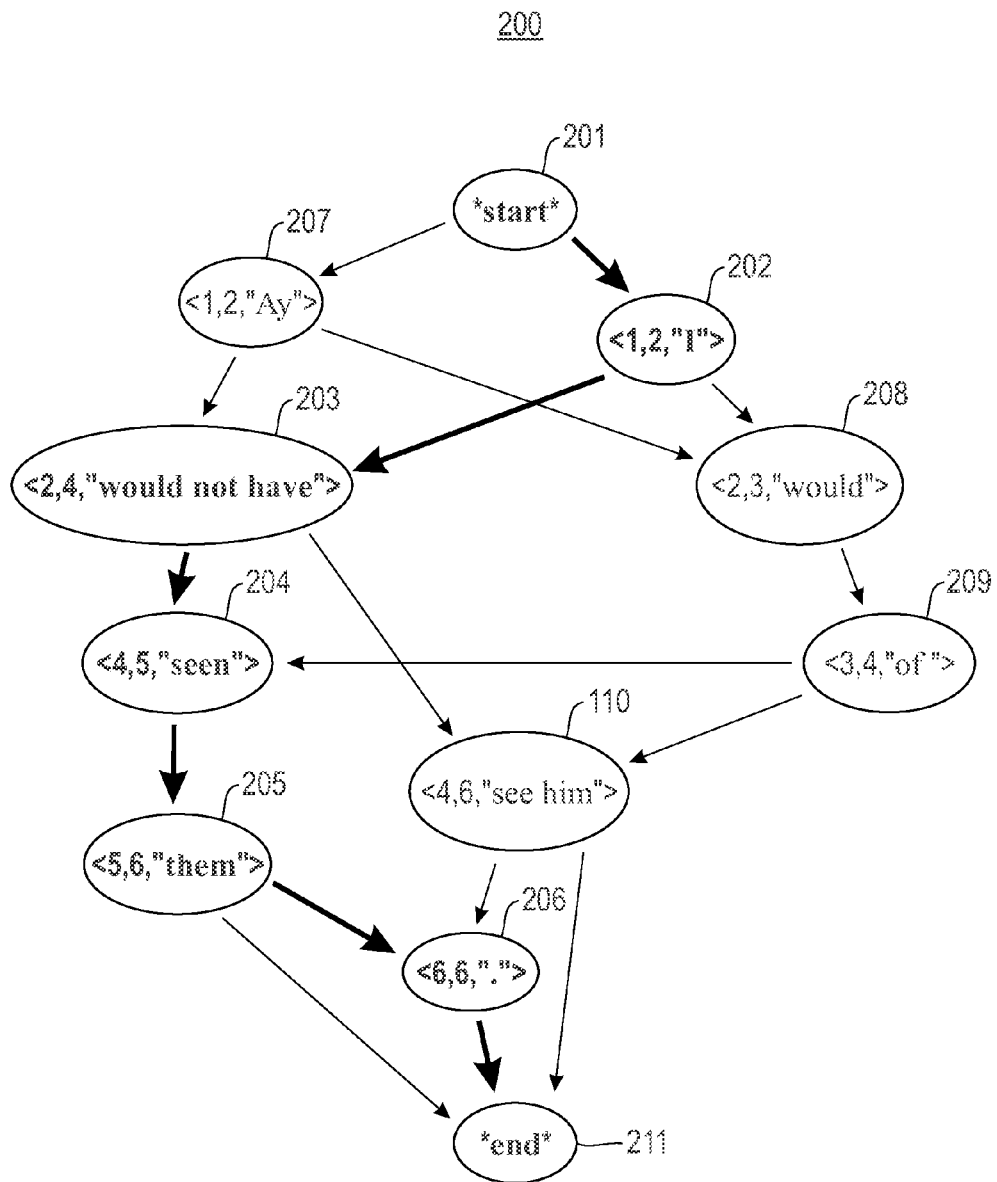 200
201
*start*
207
<1,2,"Ay">
202
<1,2,"I">
203
<2,4,"would not have">
208
<2,3,"would">
204
<4,5,"seen">
209
<3,4,"of ">
110
<4,6,"see him">
205
<5,6,"them">
206
<6,6,".">
*end*
211